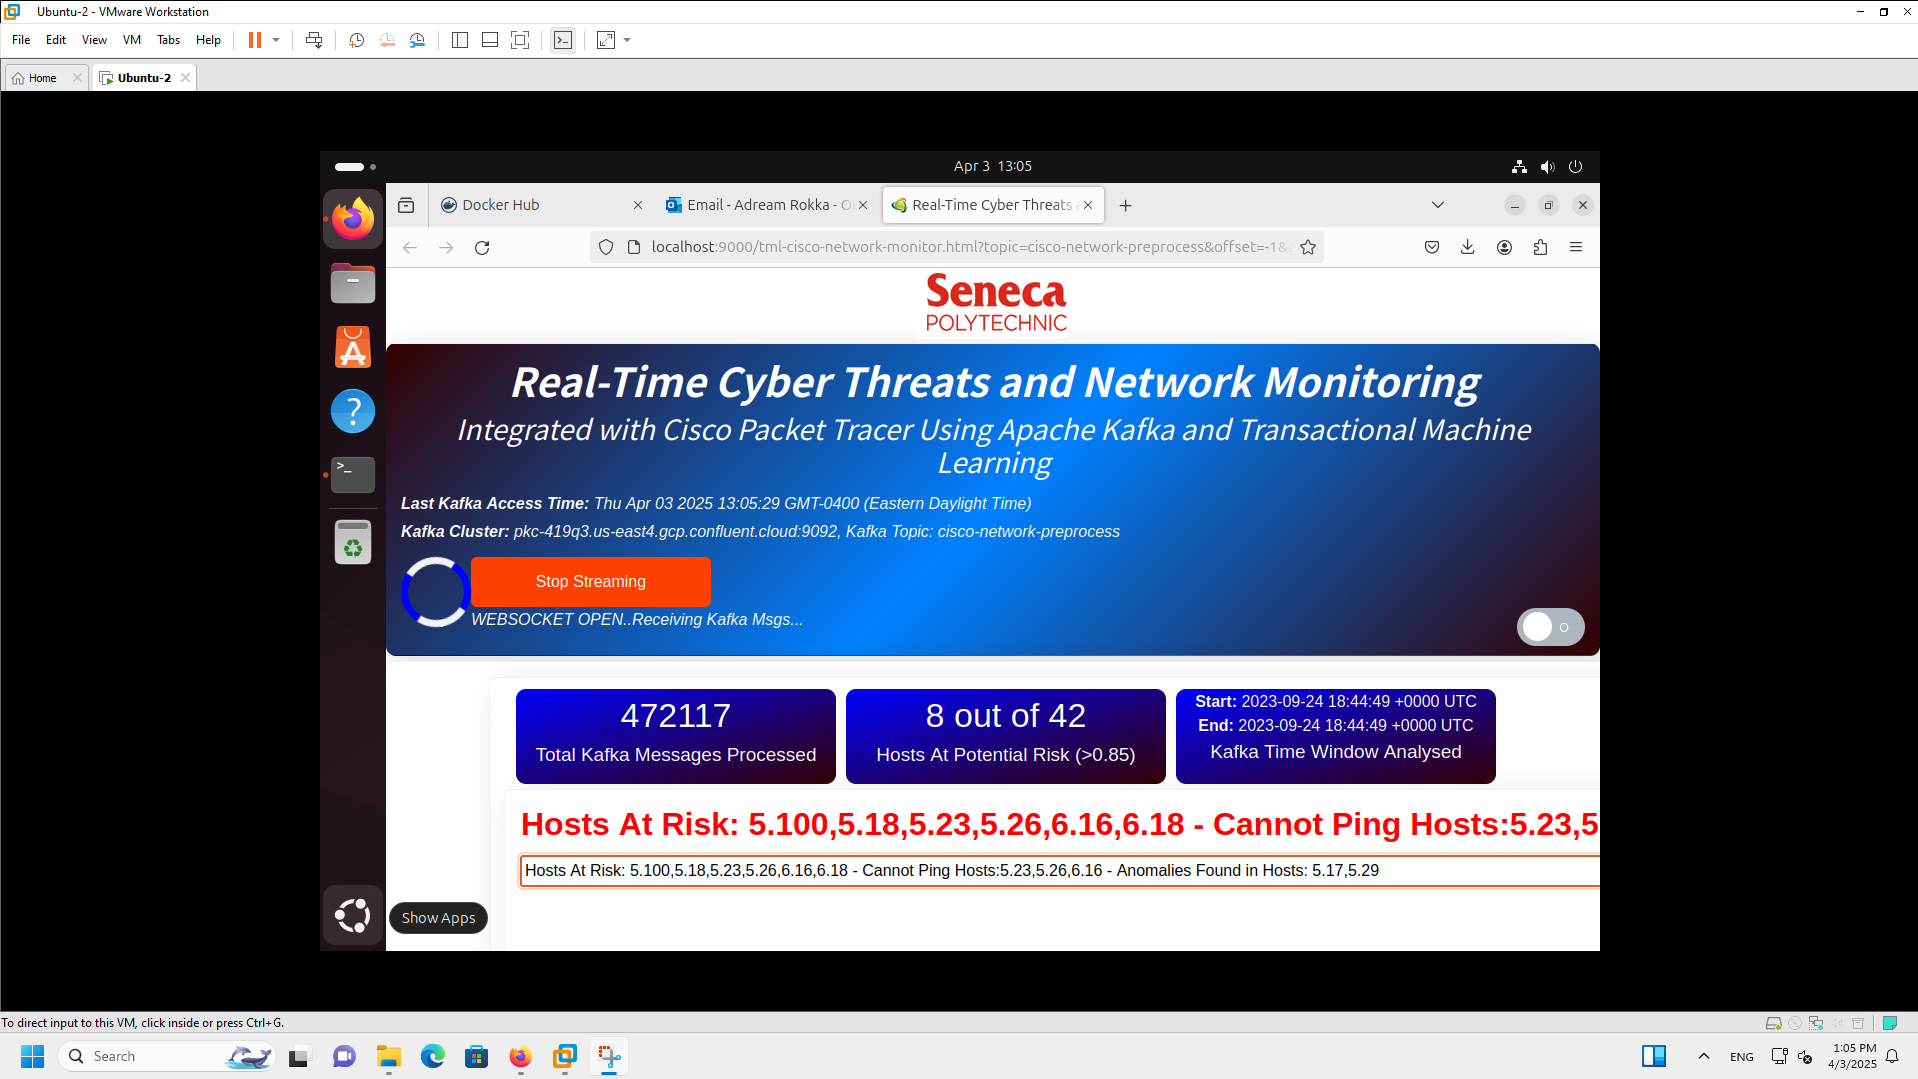 Ubuntu-2 - VMware Workstation
File Edit View VM Tabs Help
Home
Ubuntu-2
Apr 3 13:05
Docker Hub
Email - Adream Rokka - O
Real-Time Cyber Threats
localhost:9000/tml-cisco-network-monitor.html?topic=cisco-network-preprocess&offset=-1&
Seneca
POLYTECHNIC
Real-Time Cyber Threats and Network Monitoring
Integrated with Cisco Packet Tracer Using Apache Kafka and Transactional Machine
Learning
Last Kafka Access Time: Thu Apr 03 2025 13:05:29 GMT-0400 (Eastern Daylight Time)
Kafka Cluster: pkc-419q3.us-east4.gcp.confluent.cloud:9092, Kafka Topic: cisco-network-preprocess
Stop Streaming
WEBSOCKET OPEN..Receiving Kafka Msgs...
472117
Total Kafka Messages Processed
8 out of 42
Hosts At Potential Risk (>0.85)
Start: 2023-09-24 18:44:49 +0000 UTC
End: 2023-09-24 18:44:49 +0000 UTC
Kafka Time Window Analysed
Hosts At Risk: 5.100,5.18,5.23,5.26,6.16,6.18 - Cannot Ping Hosts:5.23,5
Hosts At Risk: 5.100,5.18,5.23,5.26,6.16,6.18 - Cannot Ping Hosts:5.23,5.26,6.16 - Anomalies Found in Hosts: 5.17,5.29
Show Apps
To direct input to this VM, click inside or press Ctrl+G.
Search
ENG
1:05 PM
4/3/2025